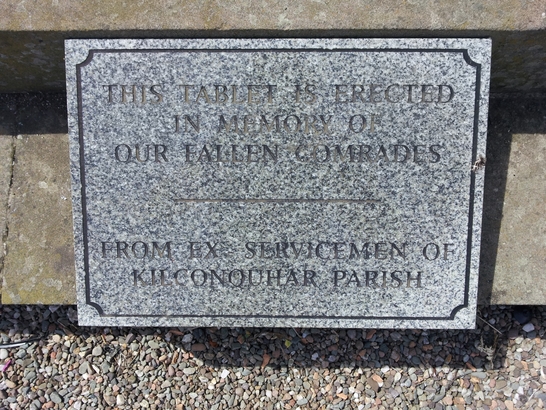 THIS TABLET IS ERECTED
IN MEMORY OF
OUR FALLEN COMRADES
FROM EX. SERVICEMEN OF
KILCONQUHAR PARISH